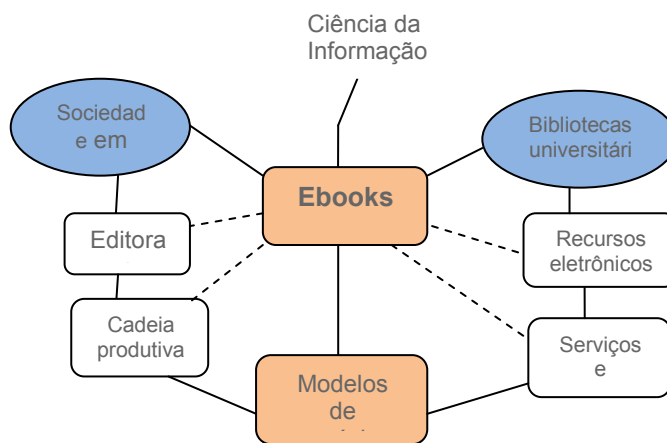 Ciência da
Informação
Sociedad
e em
Bibliotecas
universitári
Ebooks
Editora
Recursos
eletrônicos
Cadeia
produtiva
Serviços
e
Modelos
de